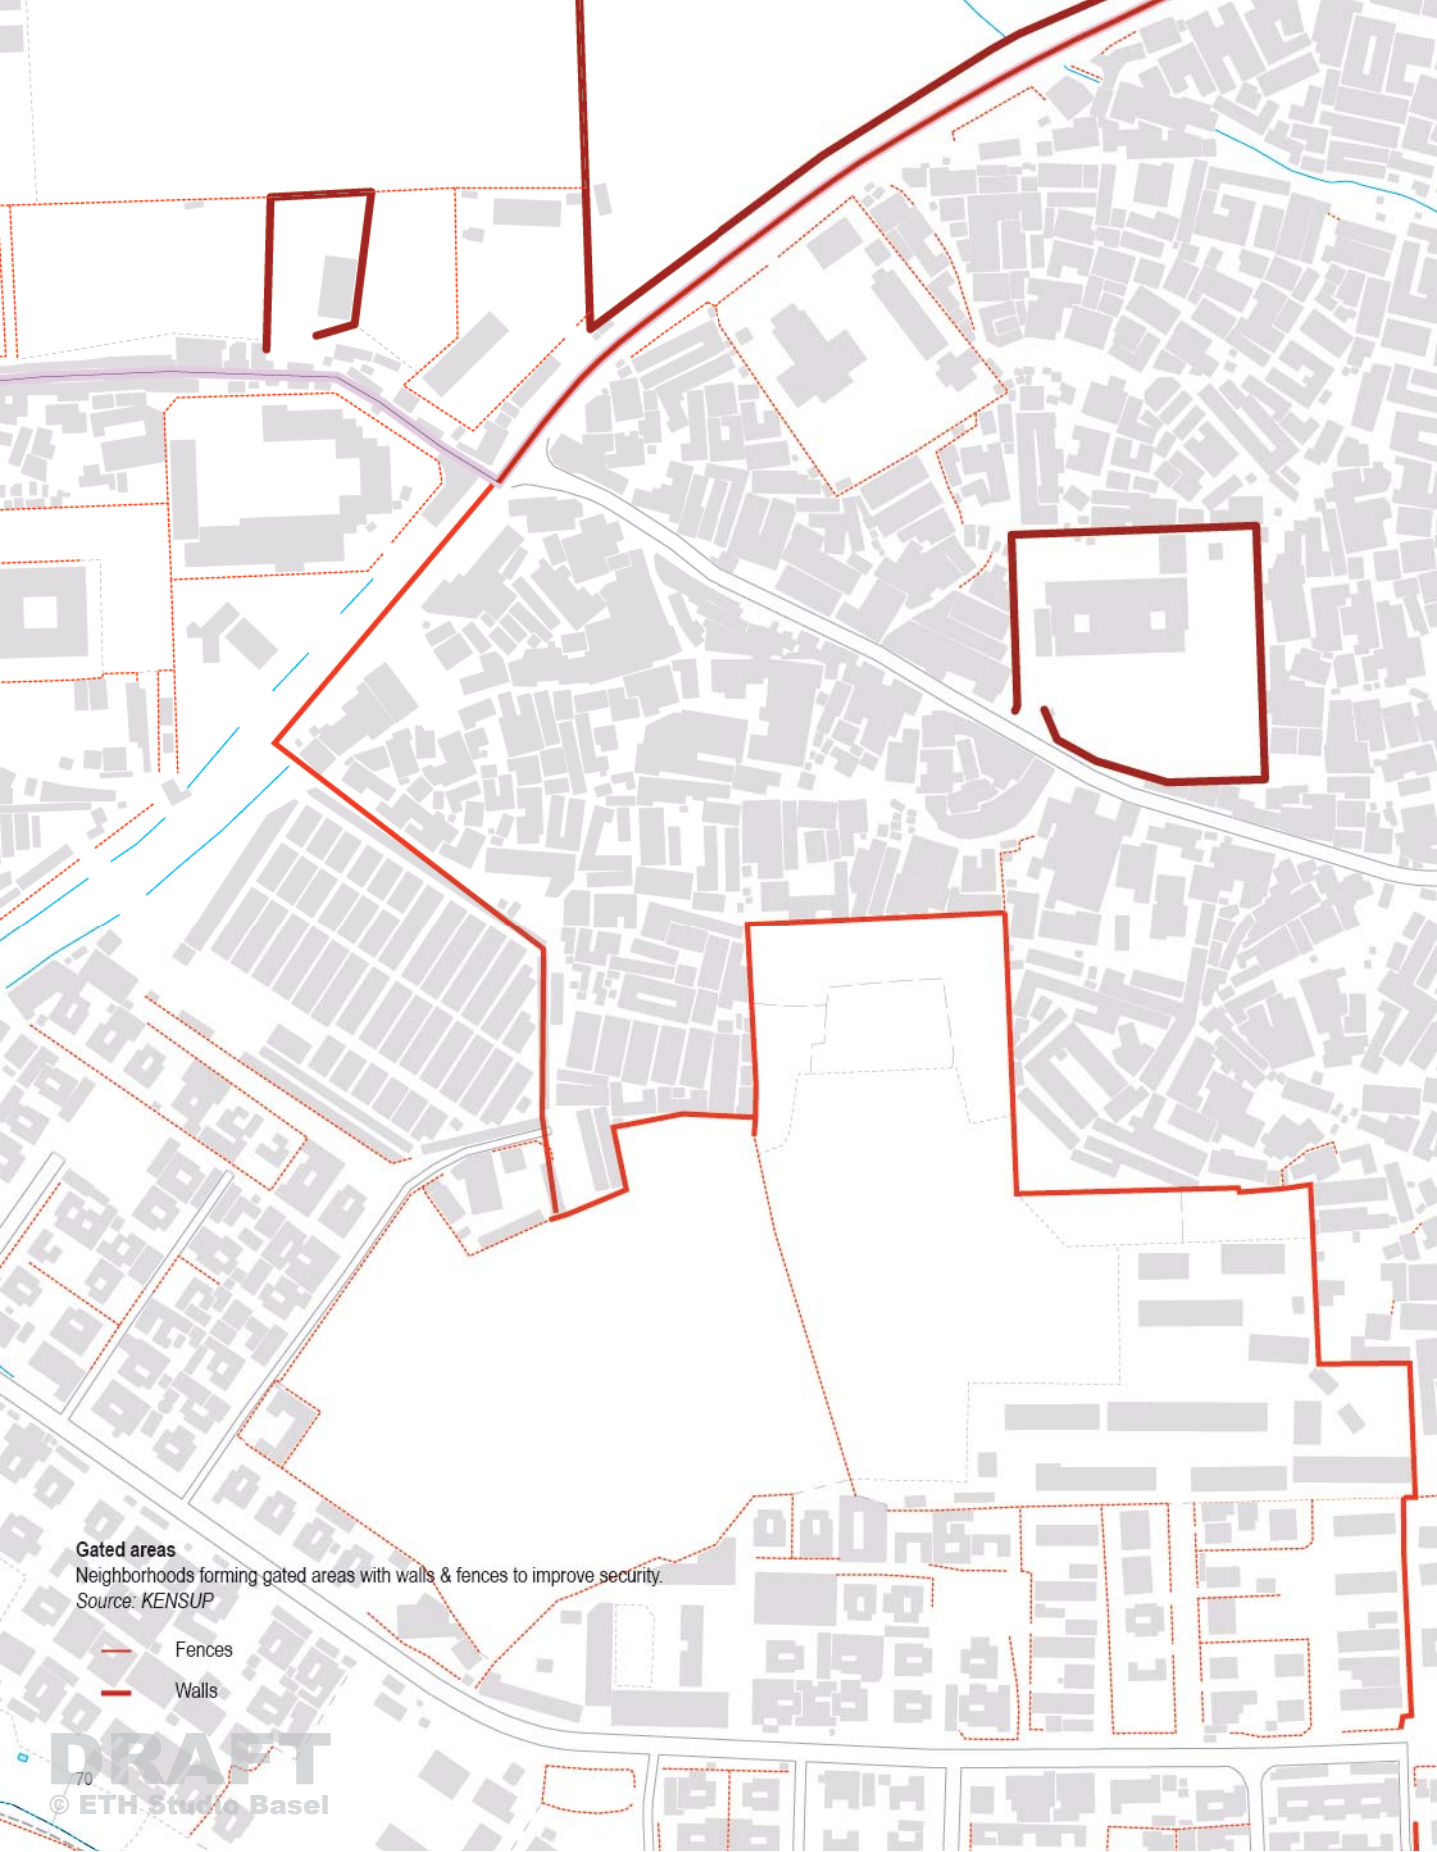 Gated areas
Neighborhoods forming gated areas with walls & fences to improve security.
Source: KENSUP
Fences
Walls
DRAFT
70
© ETH Studio Basel